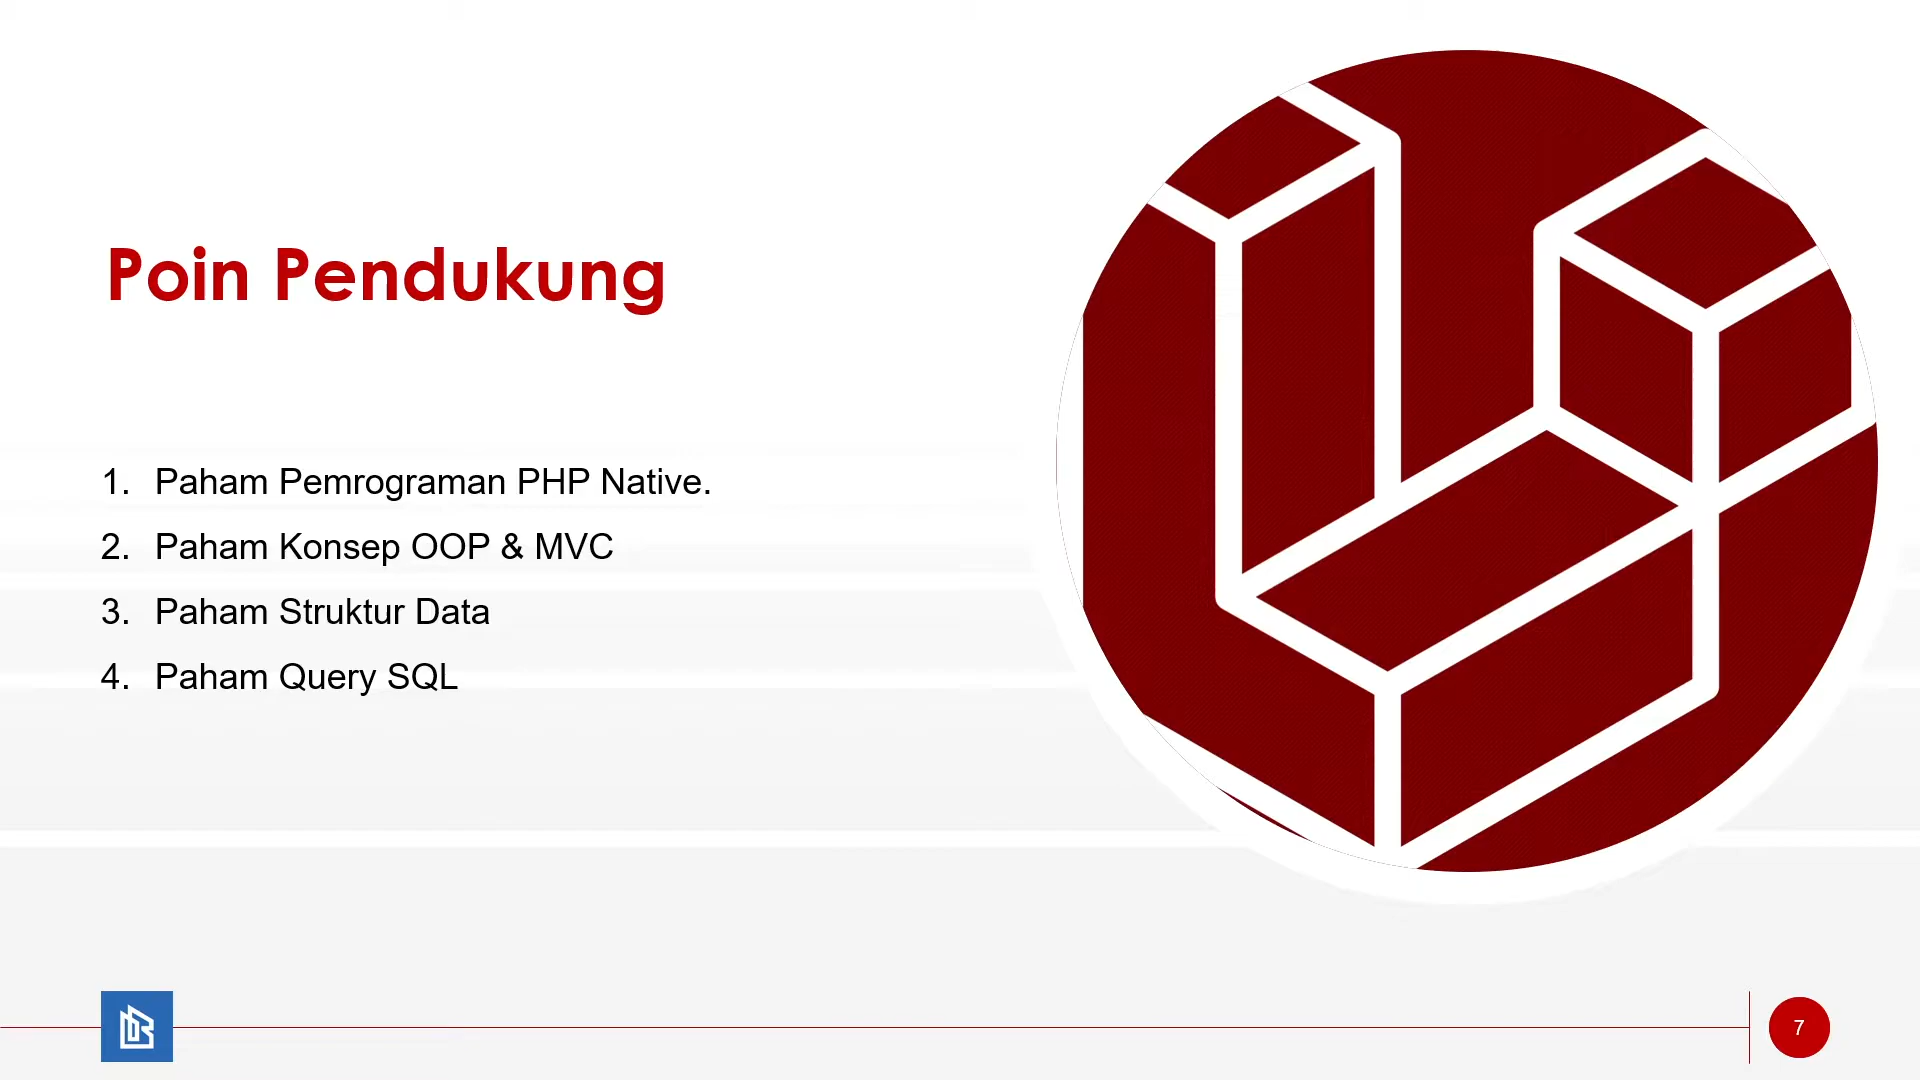 Poin Pendukung
1. Paham Pemrograman PHP Native.
2. Paham Konsep OOP & MVC
3. Paham Struktur Data
4. Paham Query SQL
7